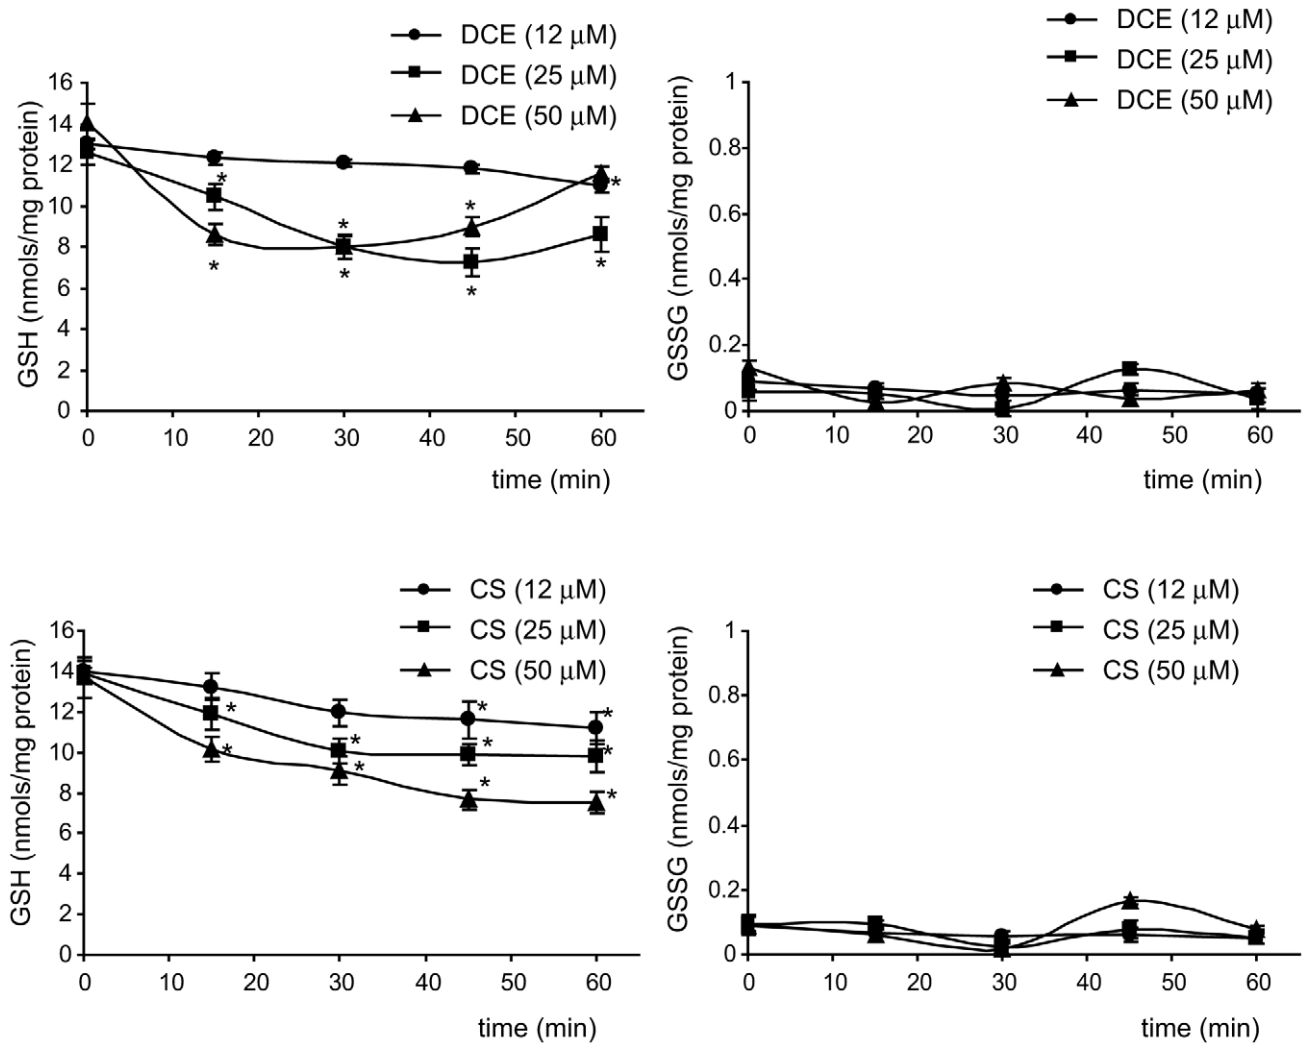 DCE (12 μM)
DCE (25 μM)
DCE (50 μM)
GSH (nmols/mg protein)
16
14
12
10
8
6
4
2
0
* * * * * * * *
0 10 20 30 40 50 60
time (min)
DCE (12 μM)
DCE (25 μM)
DCE (50 μM)
GSSG (nmols/mg protein)
1
0.8
0.6
0.4
0.2
0
0 10 20 30 40 50 60
time (min)
CS (12 μM)
CS (25 μM)
CS (50 μM)
GSH (nmols/mg protein)
16
14
12
10
8
6
4
2
0
* * * * * * * * * *
0 10 20 30 40 50 60
time (min)
CS (12 μM)
CS (25 μM)
CS (50 μM)
GSSG (nmols/mg protein)
1
0.8
0.6
0.4
0.2
0
0 10 20 30 40 50 60
time (min)